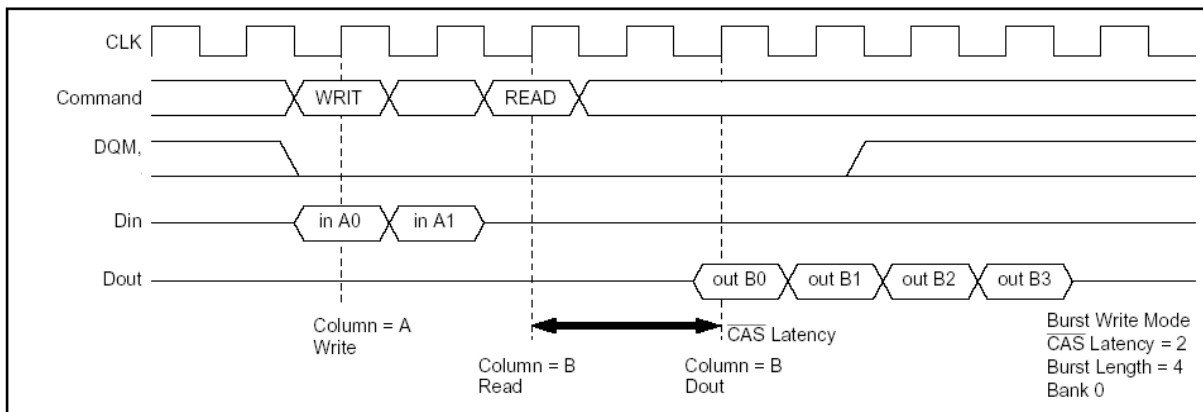 CLK
Command
WRIT
READ
DQM,
Din
in A0
in A1
Dout
out B0
out B1
out B2
out B3
Column = A
Write
Column = B
Read
CAS Latency
Column = B
Dout
Burst Write Mode
CAS Latency = 2
Burst Length = 4
Bank 0